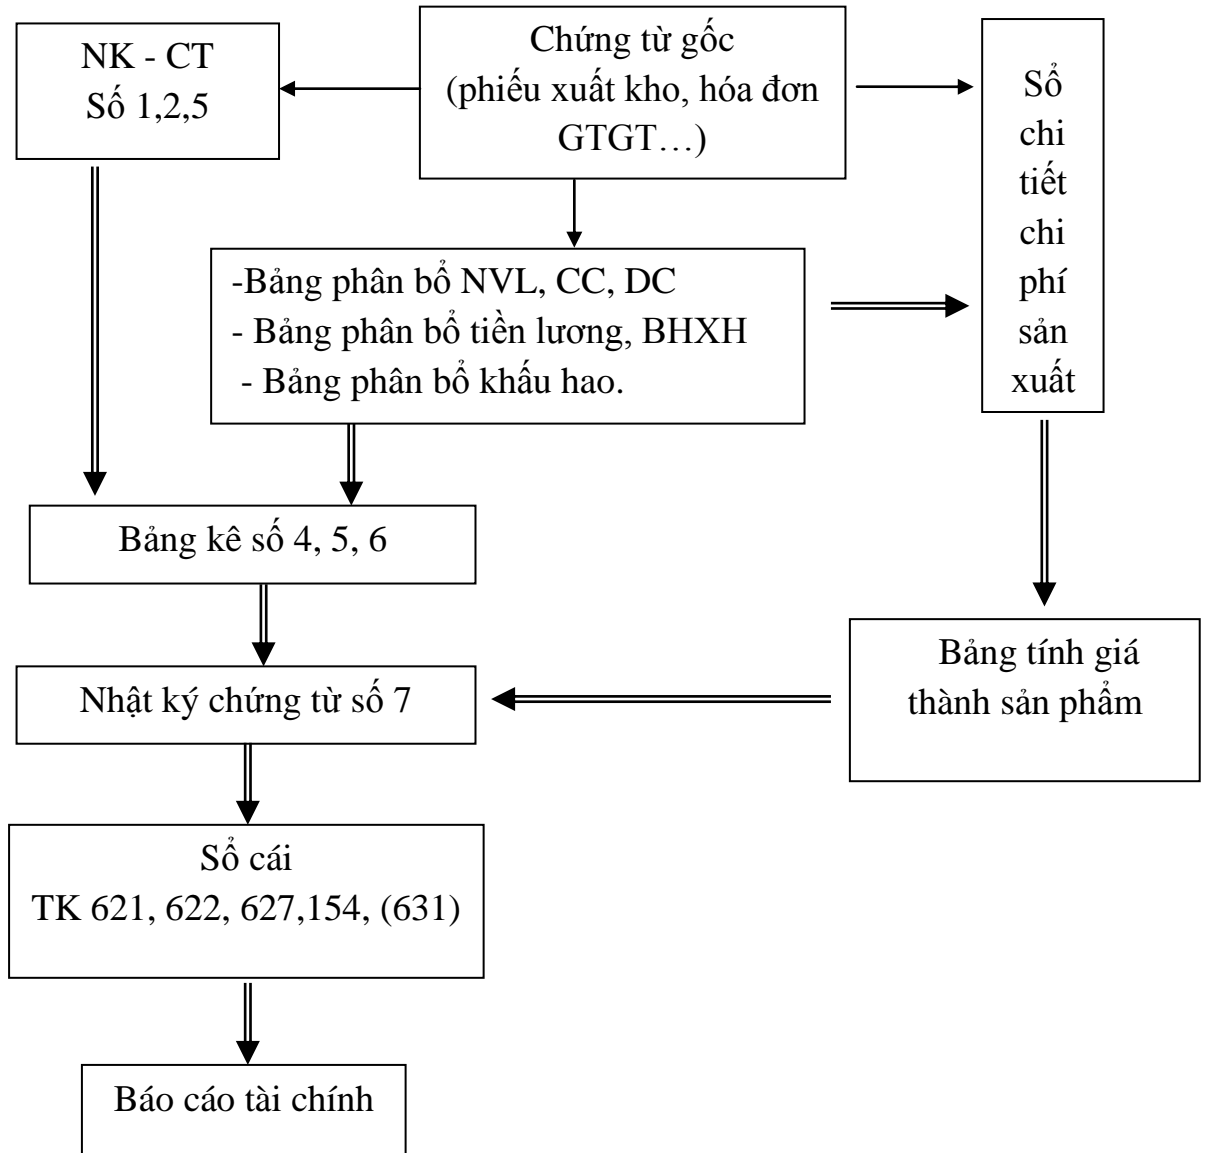 NK - CT
Số 1,2,5
Chứng từ gốc
(phiếu xuất kho, hóa đơn
GTGT…)
Sổ
chi
tiết
chi
phí
sản
xuất
-Bảng phân bổ NVL, CC, DC
- Bảng phân bổ tiền lương, BHXH
- Bảng phân bổ khấu hao.
Bảng kê số 4, 5, 6
Nhật ký chứng từ số 7
Bảng tính giá
thành sản phẩm
Sổ cái
TK 621, 622, 627,154, (631)
Báo cáo tài chính